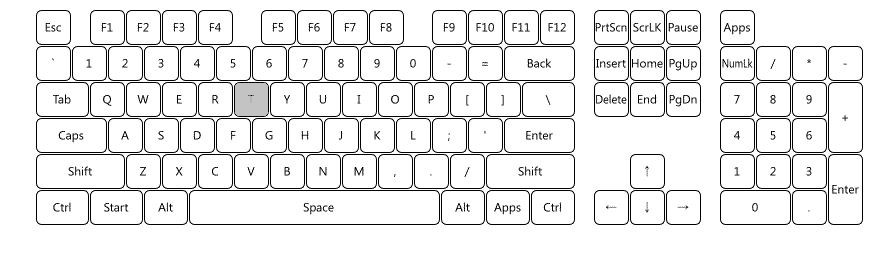 Esc F1 F2 F3 F4 F5 F6 F7 F8 F9 F10 F11 F12 PrtScn ScrLK Pause Apps
` 1 2 3 4 5 6 7 8 9 0 - = Back Insert Home PgUp NumLk / * -
Tab Q W E R T Y U I O P [ ] \ Delete End PgDn 7 8 9 +
Caps A S D F G H J K L ; ' Enter 4 5 6
Shift Z X C V B N M , . / Shift ↑ 1 2 3 Enter
Ctrl Start Alt Space Alt Apps Ctrl ← ↓ → 0 .